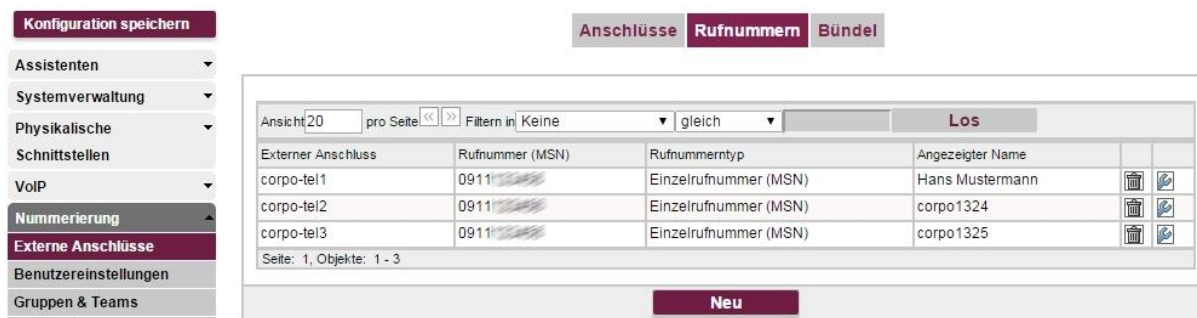 Konfiguration speichern
Assistenten
Systemverwaltung
Physikalische
Schnittstellen
VoIP
Nummerierung
Externe Anschlüsse
Benutzereinstellungen
Gruppen & Teams
Anschlüsse Rufnummern Bündel
Ansicht 20 pro Seite << >> Filtern in Keine gleich Los
Externer Anschluss Rufnummer (MSN) Rufnummerntyp Angezeigter Name
corpo-tel1 0911 Einzelrufnummer (MSN) Hans Mustermann
corpo-tel2 0911 Einzelrufnummer (MSN) corpo1324
corpo-tel3 0911 Einzelrufnummer (MSN) corpo1325
Seite: 1, Objekte: 1 - 3
Neu